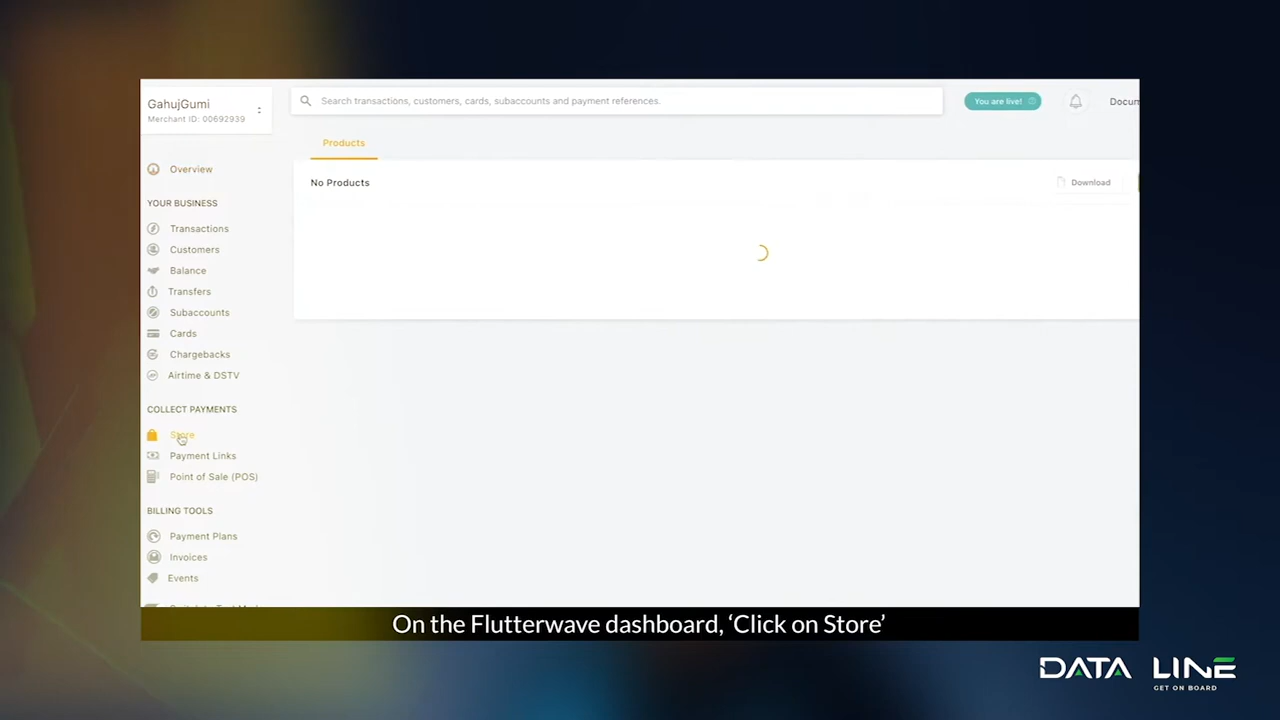 GahujGumi
Merchant ID: 00692939
Search transactions, customers, cards, subaccounts and payment references.
You are live!
Docum
Products
No Products
Download
Overview
YOUR BUSINESS
Transactions
Customers
Balance
Transfers
Subaccounts
Cards
Chargebacks
Airtime & DSTV
COLLECT PAYMENTS
Store
Payment Links
Point of Sale (POS)
BILLING TOOLS
Payment Plans
Invoices
Events
On the Flutterwave dashboard, ‘Click on Store’
DATA LINE
GET ON BOARD